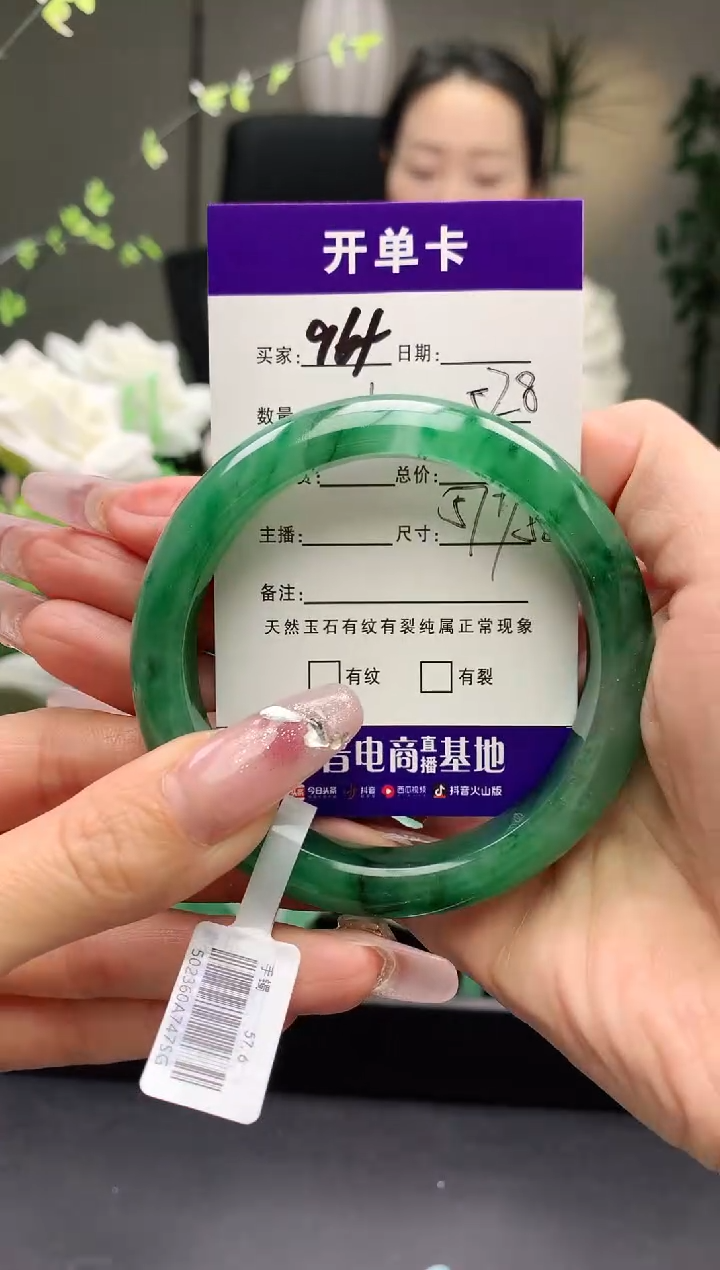 开单卡
买家: 964 日期:
数量 1 528
总价:
主播: 尺寸:
备注:
天然玉石有纹有裂纯属正常现象
有纹 有裂
音电商直播基地
今日头条 抖音 西瓜视频 抖音火山版
手镯 57.6
502360A747SG